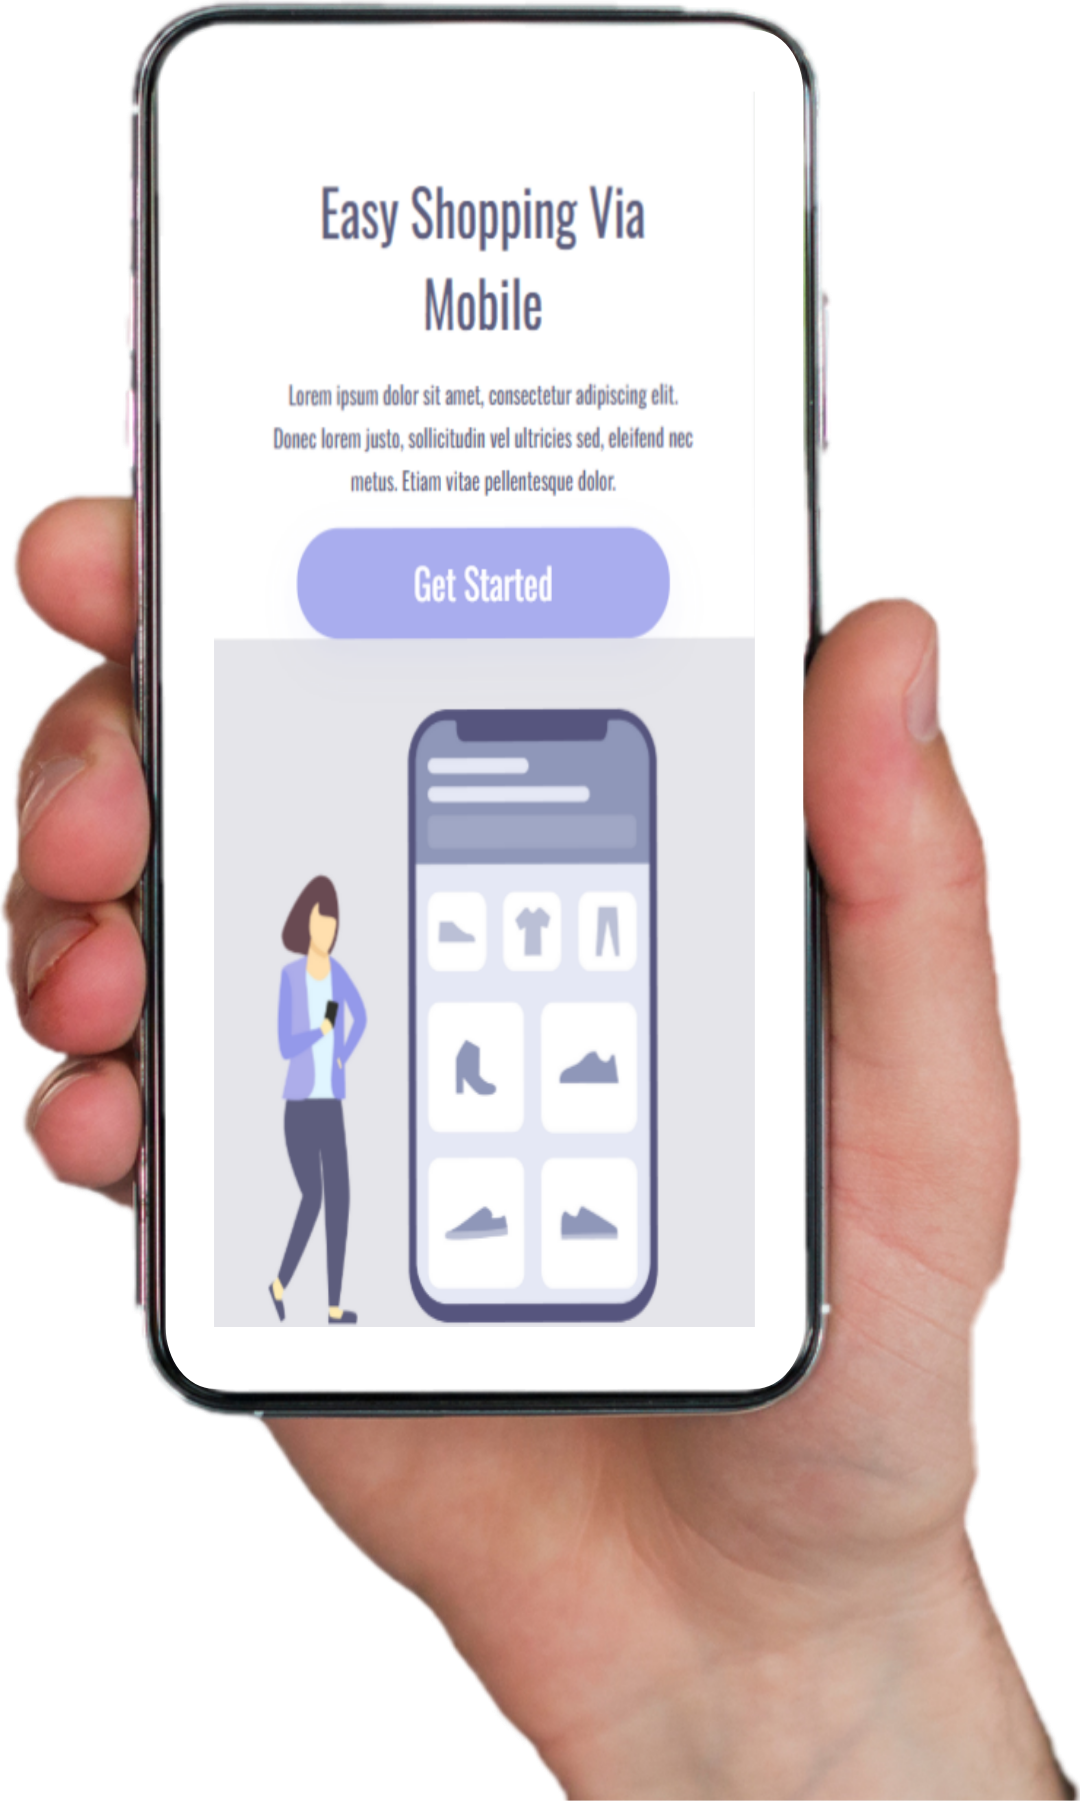 Easy Shopping Via
Mobile
Lorem ipsum dolor sit amet, consectetur adipiscing elit.
Donec lorem justo, sollicitudin vel ultricies sed, eleifend nec
metus. Etiam vitae pellentesque dolor.
Get Started